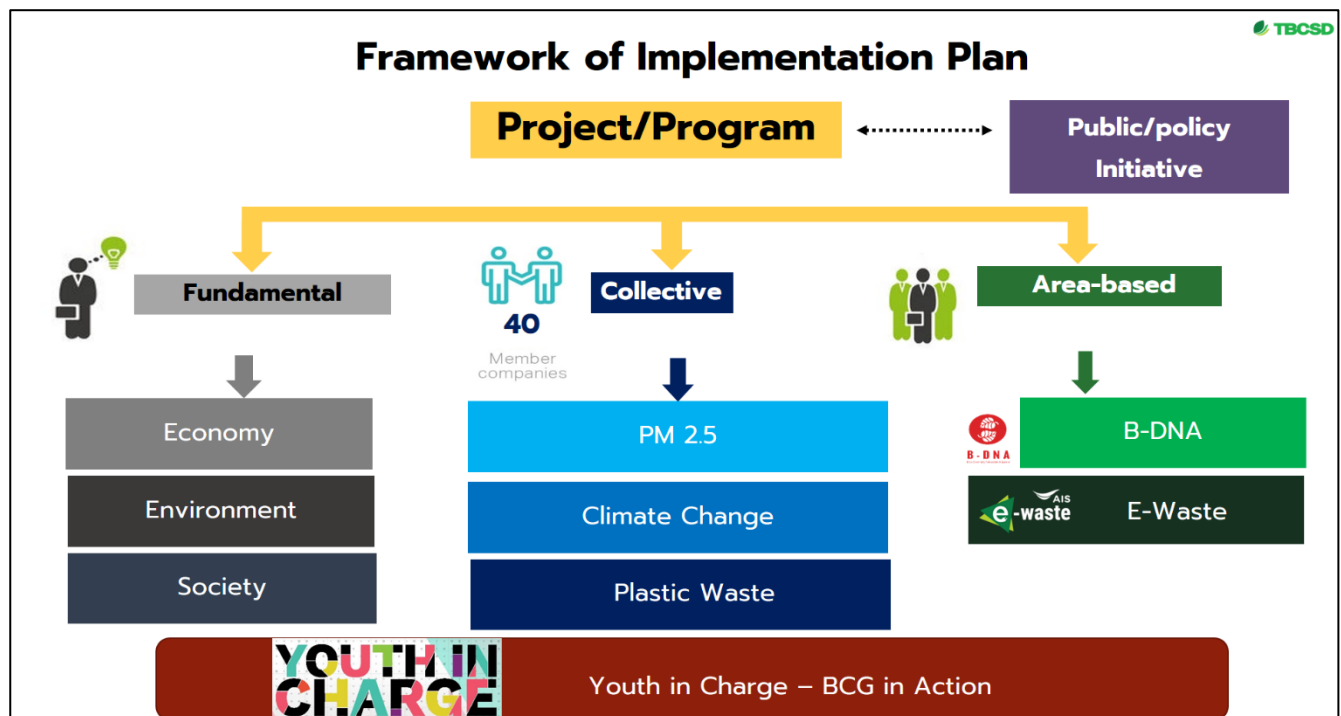 TBCSD
Framework of Implementation Plan
Project/Program
Public/policy
Initiative
Fundamental
40
Member
companies
Collective
Area-based
Economy
Environment
Society
PM 2.5
Climate Change
Plastic Waste
B-DNA
B-DNA
AIS
e-waste
E-Waste
YOUTH IN
CHARGE
Youth in Charge – BCG in Action